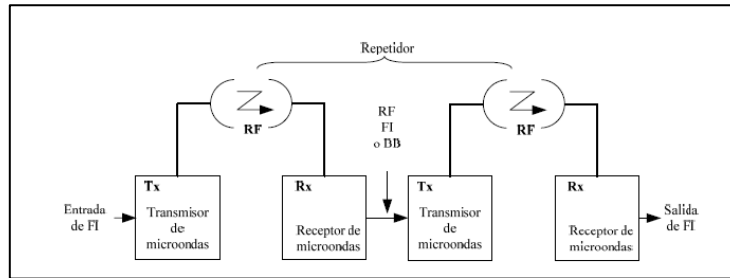 Repetidor
RF
RF
RF
FI
o BB
Tx
Transmisor
de
microondas
Rx
Receptor de
microondas
Tx
Transmisor
de
microondas
Rx
Receptor de
microondas
Entrada
de FI
Salida
de FI